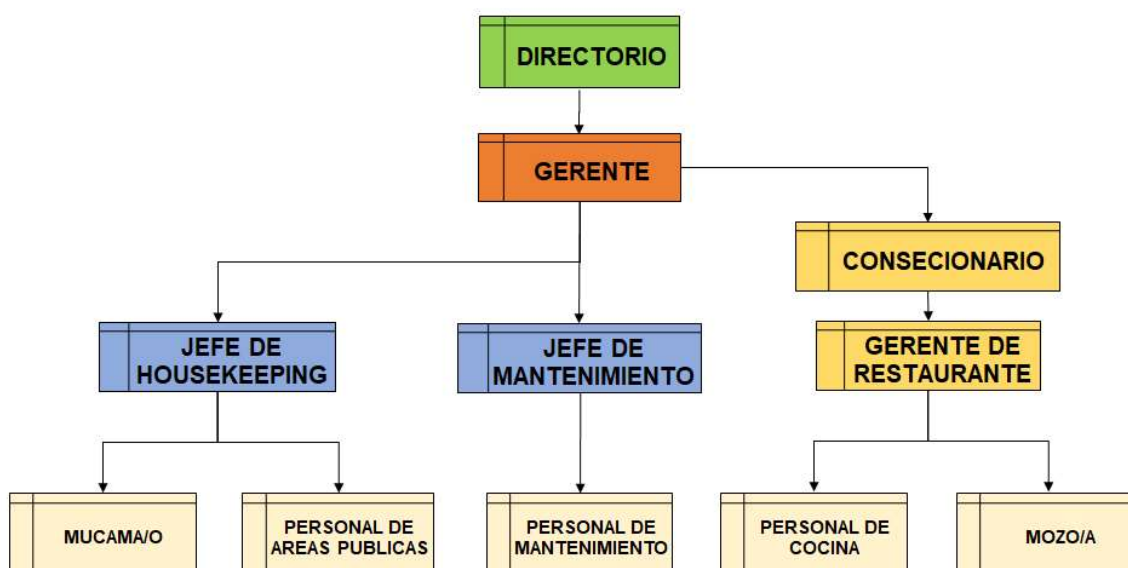 DIRECTORIO
GERENTE
CONSECIONARIO
JEFE DE
HOUSEKEEPING
JEFE DE
MANTENIMIENTO
GERENTE DE
RESTAURANTE
MUCAMA/O
PERSONAL DE
AREAS PUBLICAS
PERSONAL DE
MANTENIMIENTO
PERSONAL DE
COCINA
MOZO/A